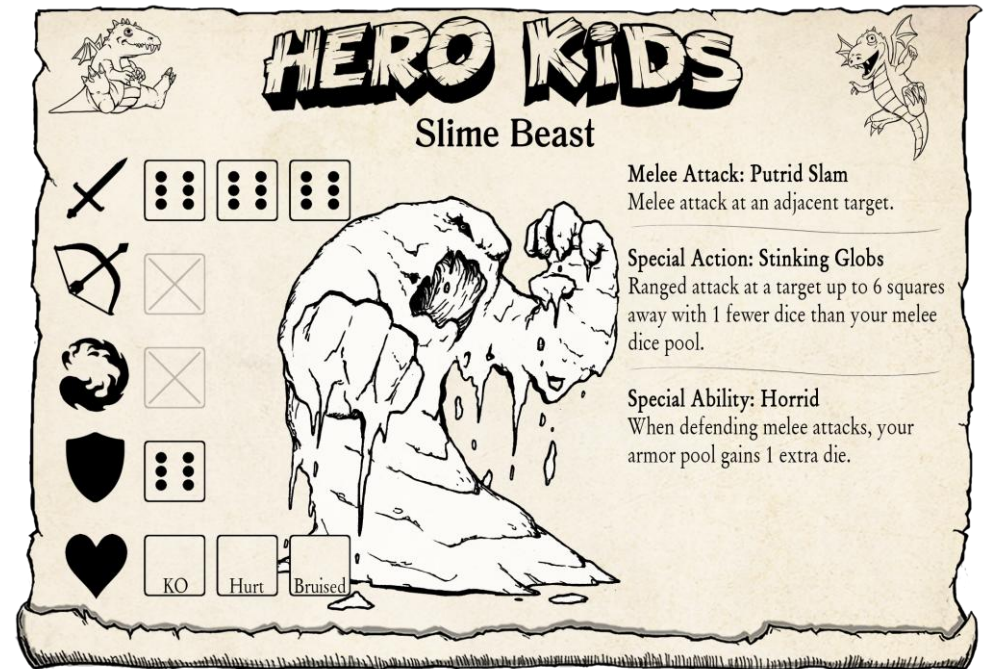 HERO KiDS
Slime Beast
Melee Attack: Putrid Slam
Melee attack at an adjacent target.
Special Action: Stinking Globs
Ranged attack at a target up to 6 squares
away with 1 fewer dice than your melee
dice pool.
Special Ability: Horrid
When defending melee attacks, your
armor pool gains 1 extra die.
KO Hurt Bruised